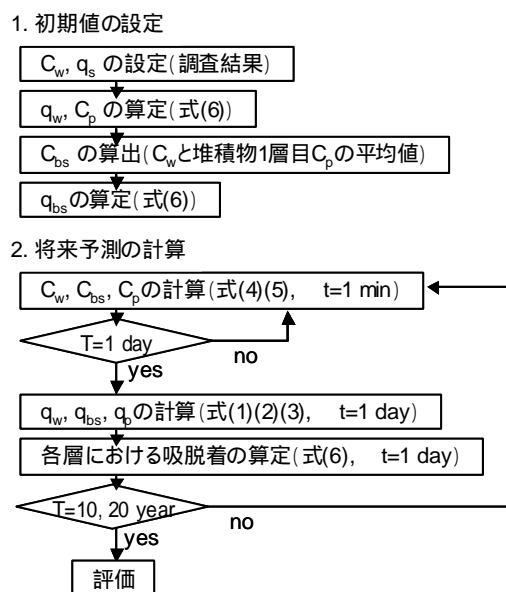 1. 初期値の設定
Cw, qs の設定(調査結果)
qw, Cp の算定(式(6))
Cbs の算出(Cwと堆積物1層目Cpの平均値)
qbsの算定(式(6))
2. 将来予測の計算
Cw, Cbs, Cpの計算(式(4)(5), t=1 min)
T=1 day
no
yes
qw, qbs, qpの計算(式(1)(2)(3), t=1 day)
各層における吸脱着の算定(式(6), t=1 day)
T=10, 20 year
no
yes
評価